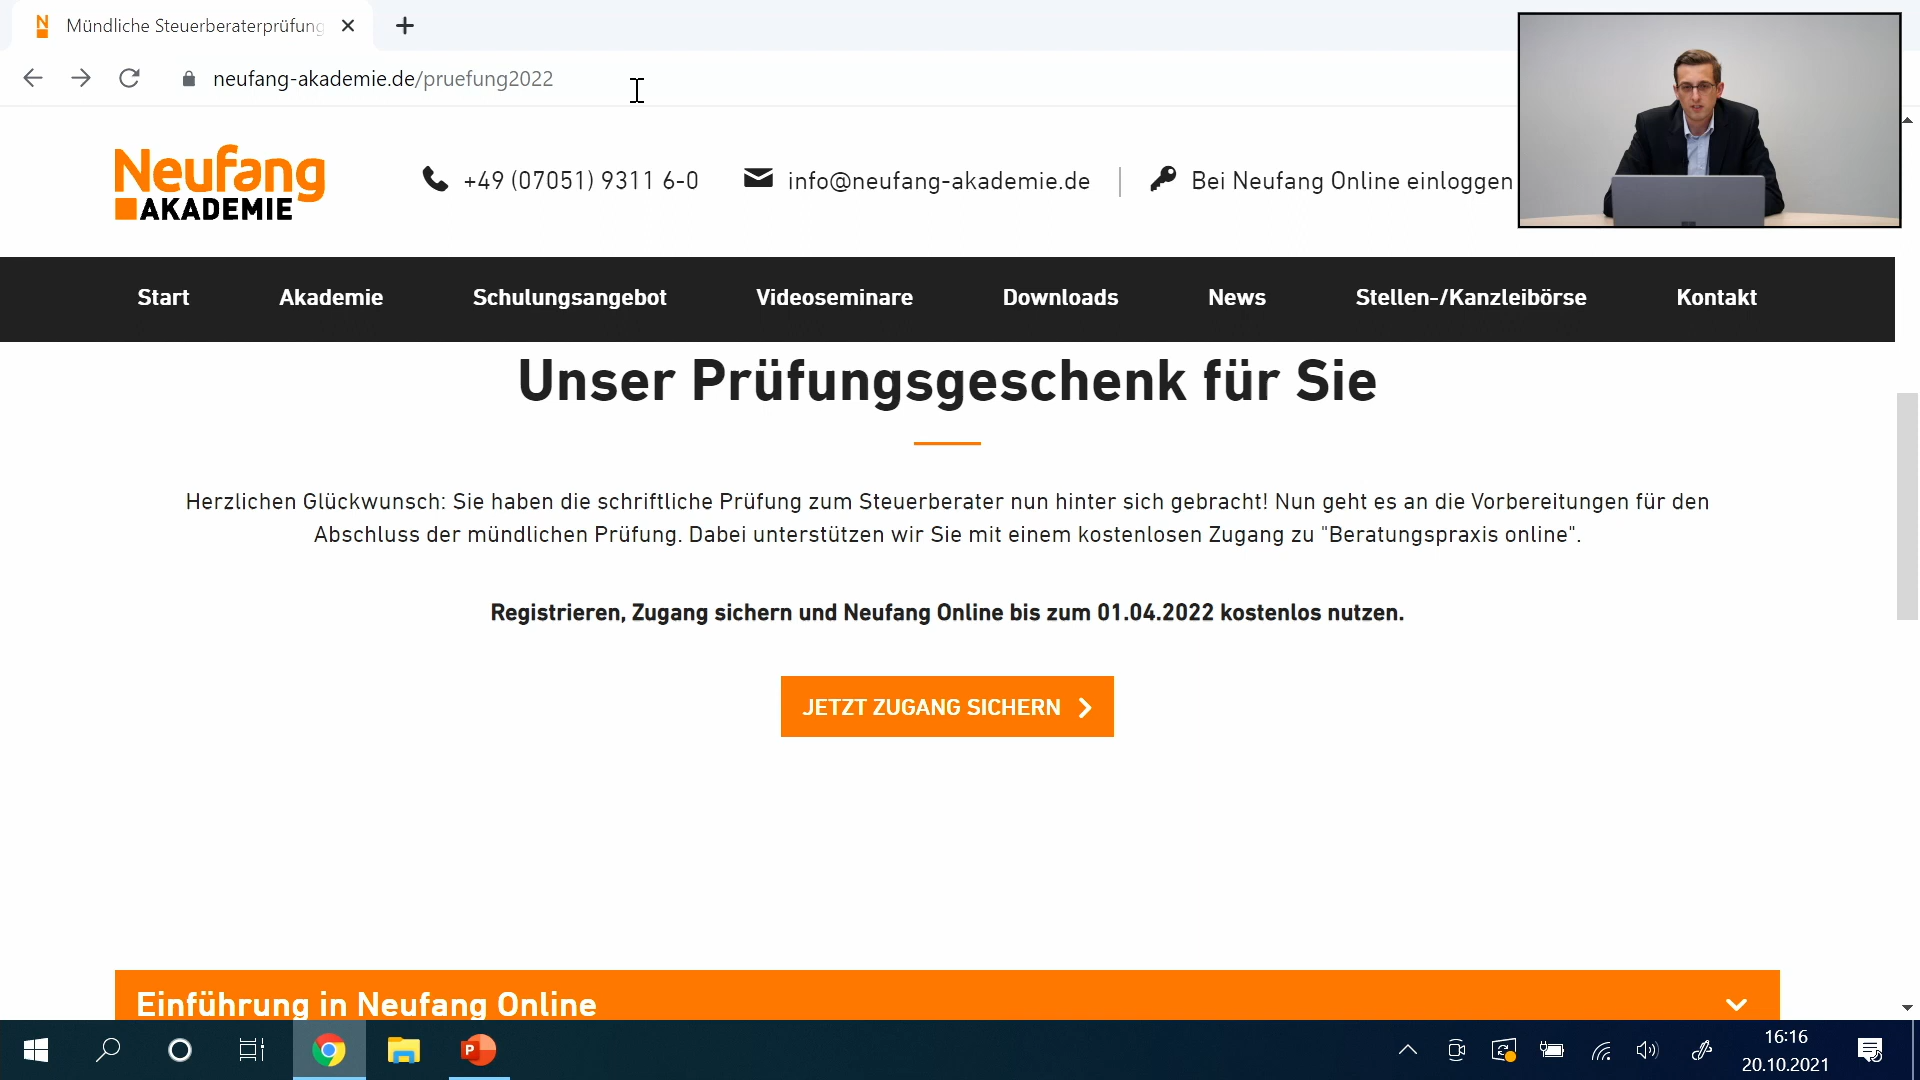 Mündliche Steuerberaterprüfung
neufang-akademie.de/pruefung2022
Neufang
AKADEMIE
+49 (07051) 9311 6-0
info@neufang-akademie.de
Bei Neufang Online einloggen
Start
Akademie
Schulungsangebot
Videoseminare
Downloads
News
Stellen-/Kanzleibörse
Kontakt
Unser Prüfungsgeschenk für Sie
Herzlichen Glückwunsch: Sie haben die schriftliche Prüfung zum Steuerberater nun hinter sich gebracht! Nun geht es an die Vorbereitungen für den
Abschluss der mündlichen Prüfung. Dabei unterstützen wir Sie mit einem kostenlosen Zugang zu "Beratungspraxis online".
Registrieren, Zugang sichern und Neufang Online bis zum 01.04.2022 kostenlos nutzen.
JETZT ZUGANG SICHERN
Einführung in Neufang Online
16:16
20.10.2021